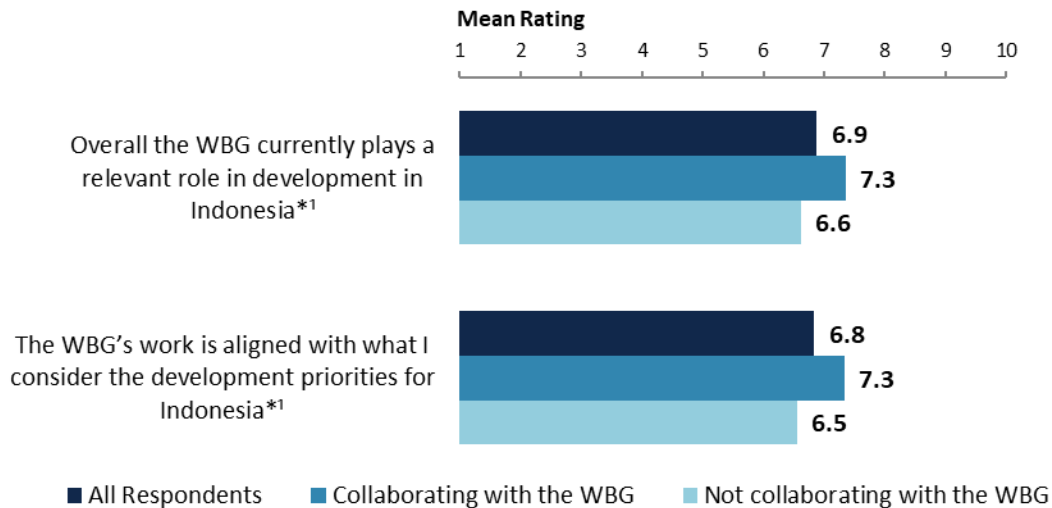 Mean Rating
1 2 3 4 5 6 7 8 9 10
Overall the WBG currently plays a
relevant role in development in
Indonesia*¹
6.9
7.3
6.6
The WBG’s work is aligned with what I
consider the development priorities for
Indonesia*¹
6.8
7.3
6.5
All Respondents Collaborating with the WBG Not collaborating with the WBG